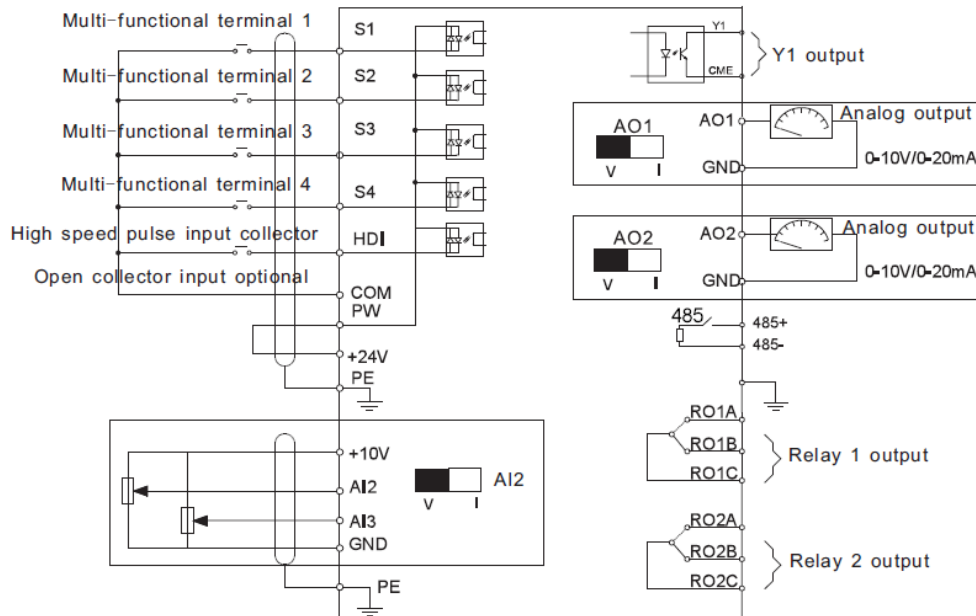 Multi-functional terminal 1
S1
Multi-functional terminal 2
S2
Multi-functional terminal 3
S3
Multi-functional terminal 4
S4
High speed pulse input collector
HDI
Open collector input optional
COM
PW
+24V
PE
+10V
AI2
AI3
GND
V I
AI2
PE
Y1
CME
Y1 output
AO1
V I
AO1
GND
Analog output
0-10V/0-20mA
AO2
V I
AO2
GND
Analog output
0-10V/0-20mA
485
485+
485-
RO1A
RO1B
RO1C
Relay 1 output
RO2A
RO2B
RO2C
Relay 2 output